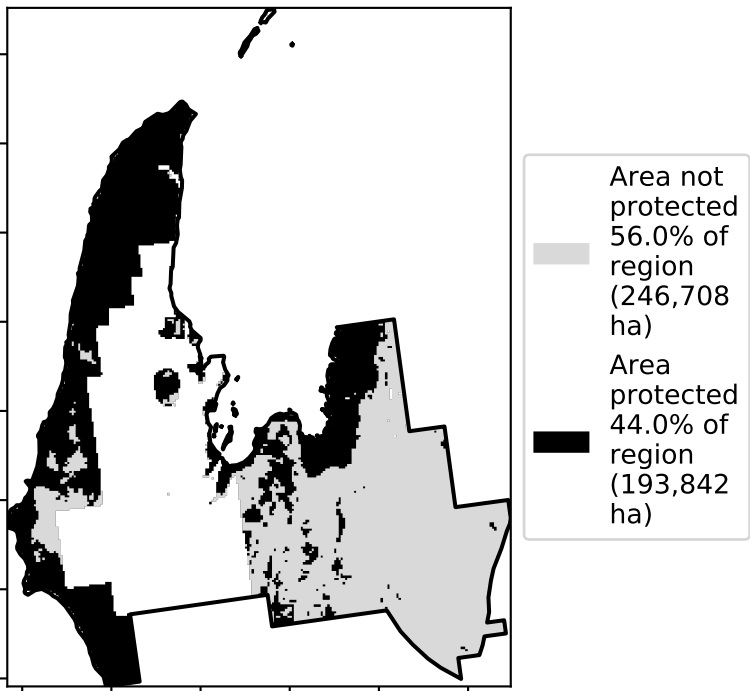 Area not
protected
56.0% of
region
(246,708
ha)
Area
protected
44.0% of
region
(193,842
ha)